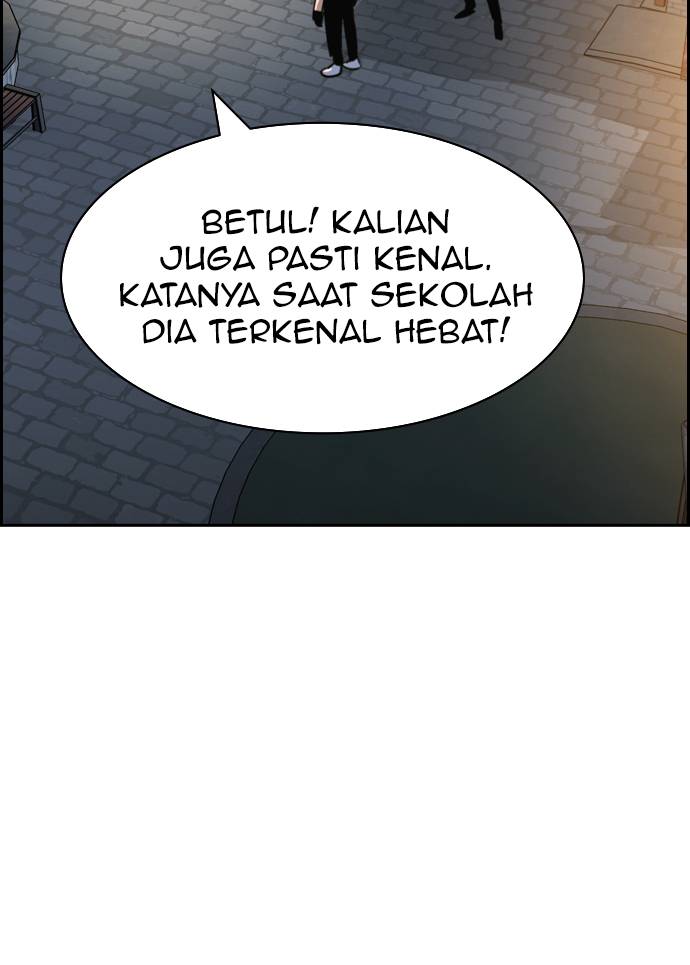 BETUL! KALIAN
JUGA PASTI KENAL.
KATANYA SAAT SEKOLAH
DIA TERKENAL HEBAT!